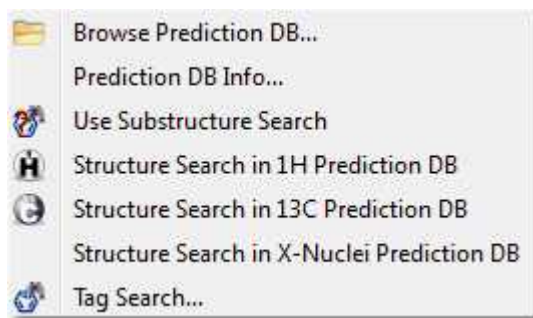 Browse Prediction DB...
Prediction DB Info...
Use Substructure Search
Structure Search in 1H Prediction DB
Structure Search in 13C Prediction DB
Structure Search in X-Nuclei Prediction DB
Tag Search...